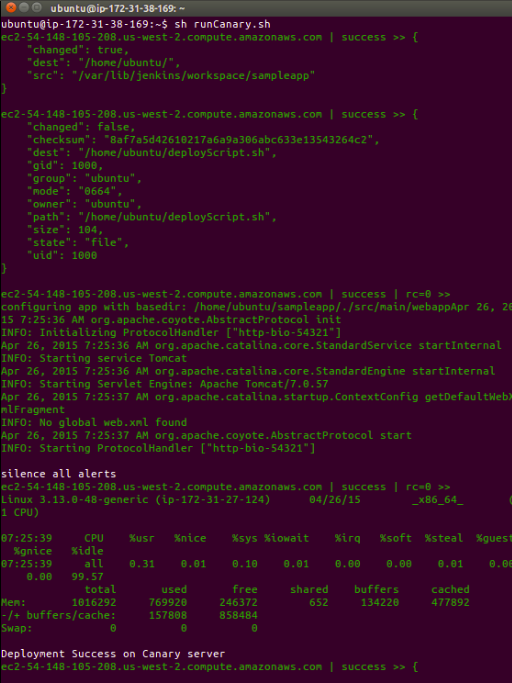 ubuntu@ip-172-31-38-169: ~
ubuntu@ip-172-31-38-169:~$ sh runCanary.sh
ec2-54-148-105-208.us-west-2.compute.amazonaws.com | success >> {
    "changed": true,
    "dest": "/home/ubuntu/",
    "src": "/var/lib/jenkins/workspace/sampleapp"
}
ec2-54-148-105-208.us-west-2.compute.amazonaws.com | success >> {
    "changed": false,
    "checksum": "8af7a5d42610217a6a9a306abc633e13543264c2",
    "dest": "/home/ubuntu/deployScript.sh",
    "gid": 1000,
    "group": "ubuntu",
    "mode": "0664",
    "owner": "ubuntu",
    "path": "/home/ubuntu/deployScript.sh",
    "size": 104,
    "state": "file",
    "uid": 1000
}
ec2-54-148-105-208.us-west-2.compute.amazonaws.com | success | rc=0 >>
configuring app with basedir: /home/ubuntu/sampleapp/./src/main/webappApr 26, 20
15 7:25:36 AM org.apache.coyote.AbstractProtocol init
INFO: Initializing ProtocolHandler ["http-bio-54321"]
Apr 26, 2015 7:25:36 AM org.apache.catalina.core.StandardService startInternal
INFO: Starting service Tomcat
Apr 26, 2015 7:25:36 AM org.apache.catalina.core.StandardEngine startInternal
INFO: Starting Servlet Engine: Apache Tomcat/7.0.57
Apr 26, 2015 7:25:37 AM org.apache.catalina.startup.ContextConfig getDefaultWebX
mlFragment
INFO: No global web.xml found
Apr 26, 2015 7:25:37 AM org.apache.coyote.AbstractProtocol start
INFO: Starting ProtocolHandler ["http-bio-54321"]
silence all alerts
ec2-54-148-105-208.us-west-2.compute.amazonaws.com | success | rc=0 >>
Linux 3.13.0-48-generic (ip-172-31-27-124)      04/26/15        _x86_64_        (
1 CPU)
07:25:39     CPU    %usr   %nice    %sys %iowait    %irq   %soft  %steal  %guest
  %gnice   %idle
07:25:39     all    0.31    0.01    0.10    0.01    0.00    0.00    0.01    0.00
    0.00   99.57
             total       used       free     shared    buffers     cached
Mem:       1016292     769920     246372        652     134220     477892
-/+ buffers/cache:     157808     858484
Swap:            0          0          0
Deployment Success on Canary server
ec2-54-148-105-208.us-west-2.compute.amazonaws.com | success >> {